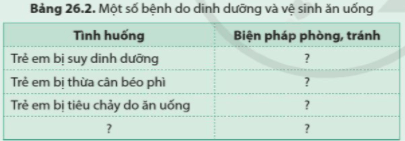 Bảng 26.2. Một số bệnh do dinh dưỡng và vệ sinh ăn uống
Tình huống Biện pháp phòng, tránh
Trẻ em bị suy dinh dưỡng ?
Trẻ em bị thừa cân béo phì ?
Trẻ em bị tiêu chảy do ăn uống ?
? ?